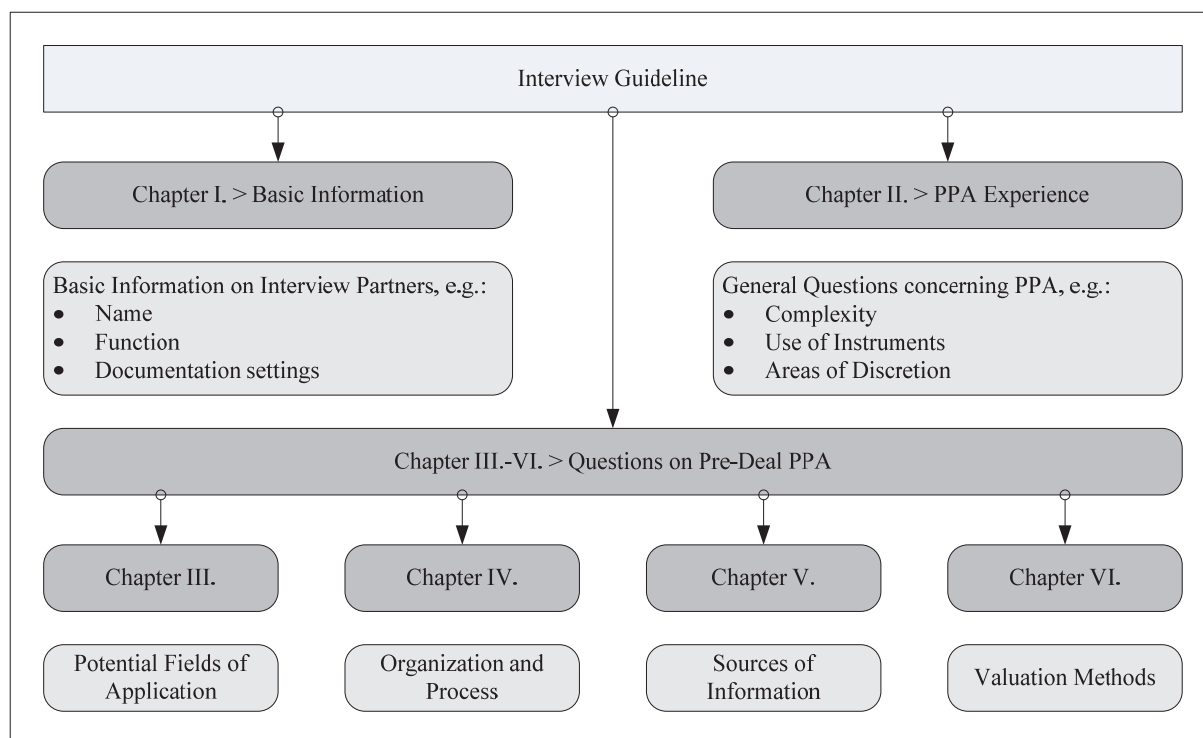 Interview Guideline
Chapter I. > Basic Information
Chapter II. > PPA Experience
Basic Information on Interview Partners, e.g.:
• Name
• Function
• Documentation settings
General Questions concerning PPA, e.g.:
• Complexity
• Use of Instruments
• Areas of Discretion
Chapter III.-VI. > Questions on Pre-Deal PPA
Chapter III.
Chapter IV.
Chapter V.
Chapter VI.
Potential Fields of
Application
Organization and
Process
Sources of
Information
Valuation Methods